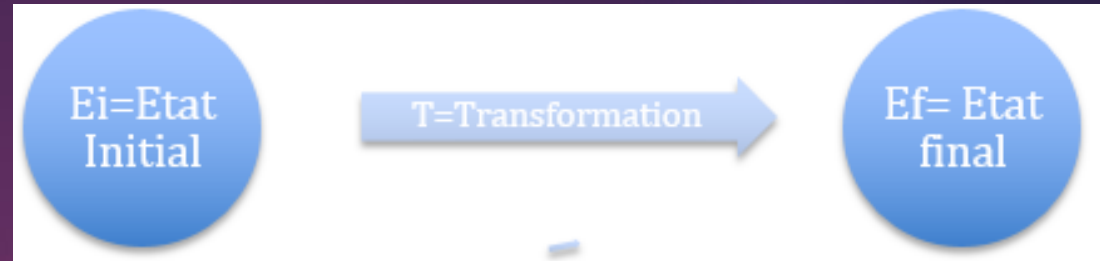 Ei=Etat
Initial
T=Transformation
Ef= Etat
final